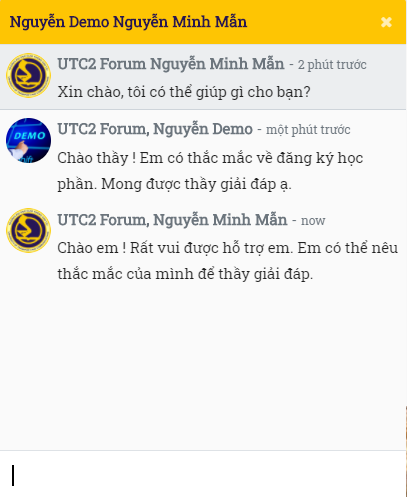 Nguyễn Demo Nguyễn Minh Mẫn ×
UTC2 Forum Nguyễn Minh Mẫn - 2 phút trước
Xin chào, tôi có thể giúp gì cho bạn?
DEMO
UTC2 Forum, Nguyễn Demo - một phút trước
Chào thầy ! Em có thắc mắc về đăng ký học
phần. Mong được thầy giải đáp ạ.
UTC2 Forum, Nguyễn Minh Mẫn - now
Chào em ! Rất vui được hỗ trợ em. Em có thể nêu
thắc mắc của mình để thầy giải đáp.